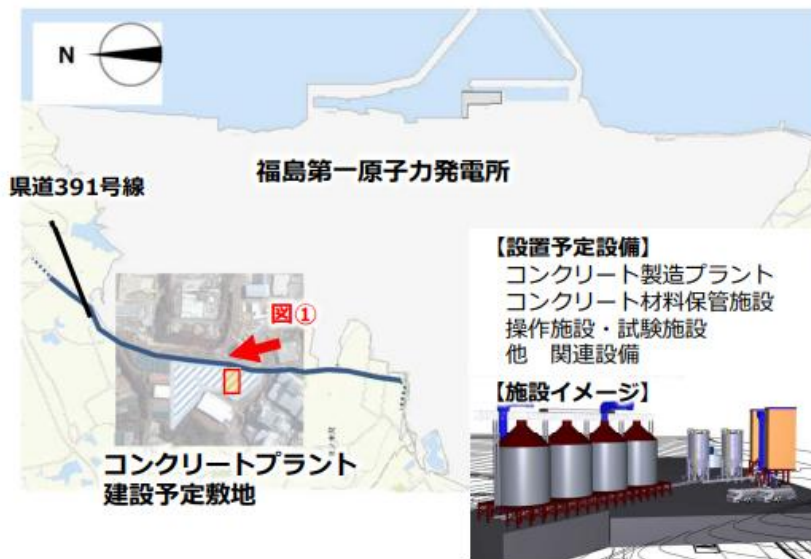 N
福島第一原子力発電所
県道391号線
図①
コンクリートプラント
建設予定敷地
【設置予定設備】
コンクリート製造プラント
コンクリート材料保管施設
操作施設・試験施設
他　関連設備
【施設イメージ】